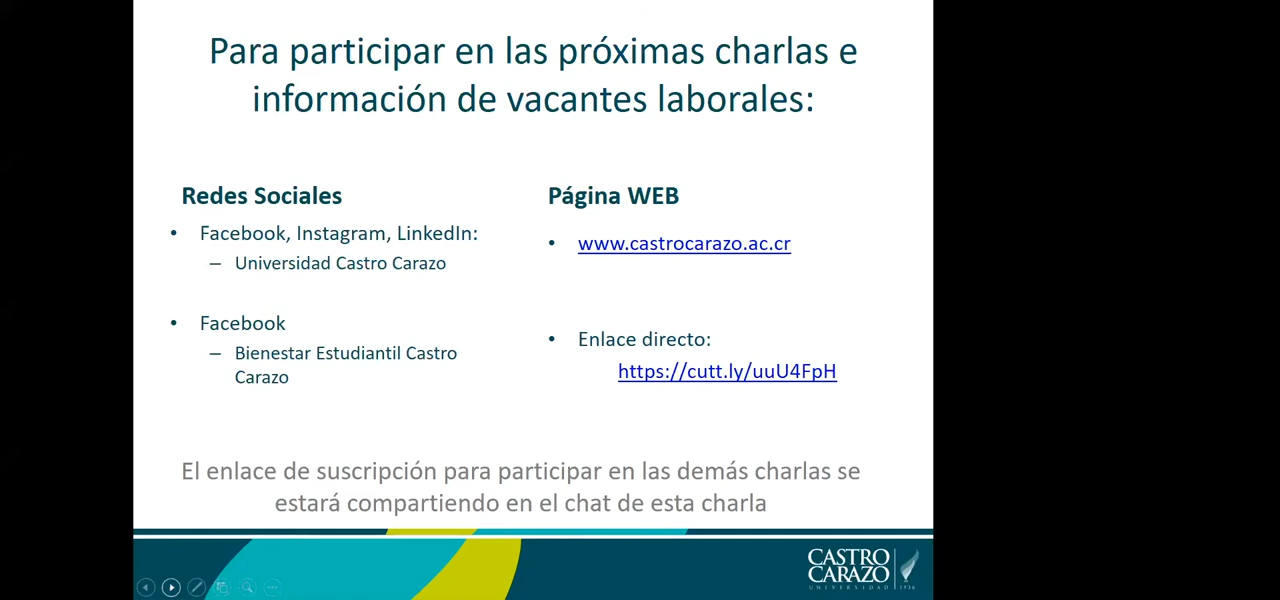 Para participar en las próximas charlas e
información de vacantes laborales:
Redes Sociales
• Facebook, Instagram, LinkedIn:
– Universidad Castro Carazo
• Facebook
– Bienestar Estudiantil Castro
Carazo
Página WEB
• www.castrocarazo.ac.cr
• Enlace directo:
https://cutt.ly/uuU4FpH
El enlace de suscripción para participar en las demás charlas se
estará compartiendo en el chat de esta charla
CASTRO
CARAZO
UNIVERSIDAD 1936